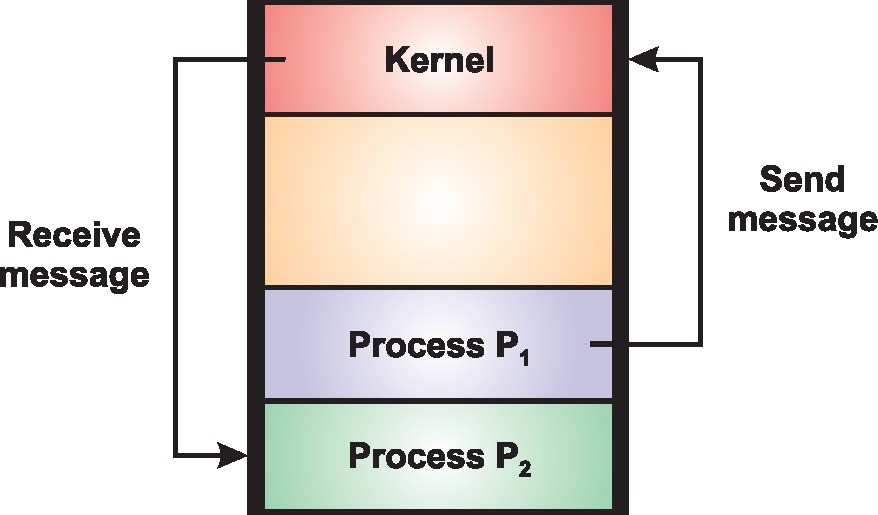 Kernel
Send
message
Receive
message
Process P₁
Process P₂